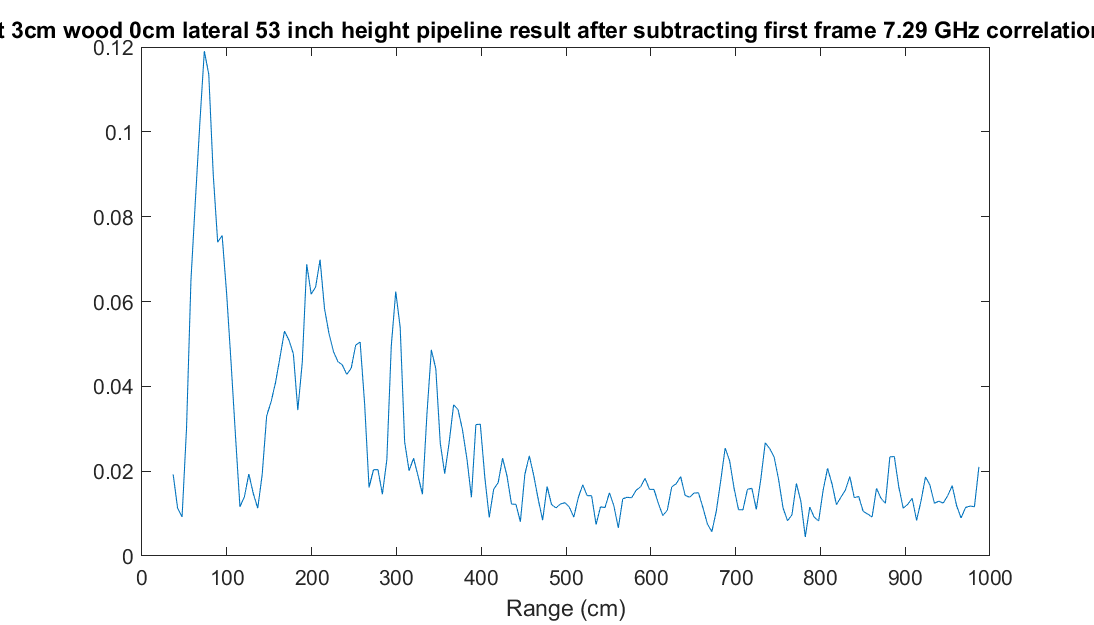 t 3cm wood 0cm lateral 53 inch height pipeline result after subtracting first frame 7.29 GHz correlation
0.12
0.1
0.08
0.06
0.04
0.02
0
0 100 200 300 400 500 600 700 800 900 1000
Range (cm)